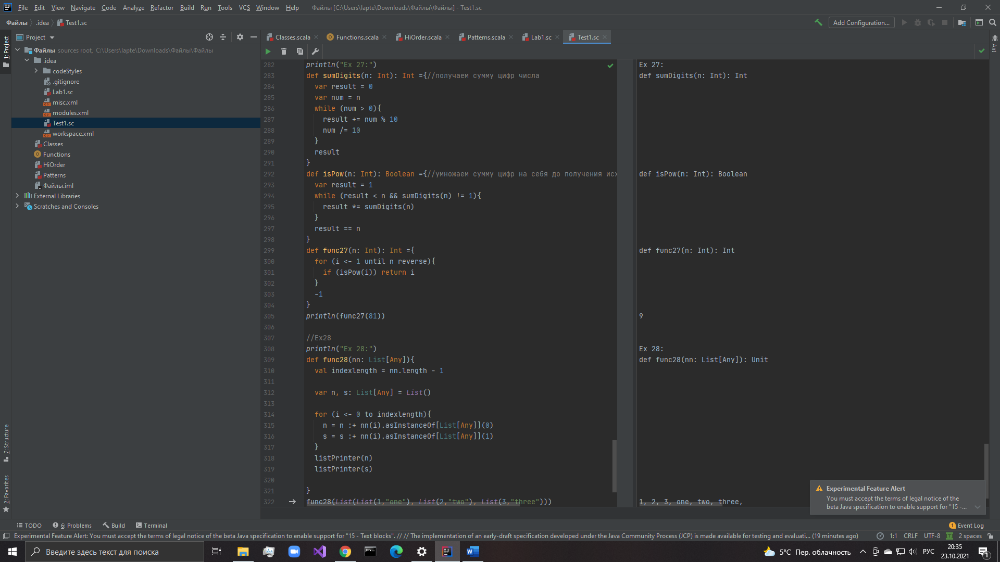 File Edit View Navigate Code Analyze Refactor Build Run Tools VCS Window Help Файлы [C:\Users\lapte\Downloads\Файлы\Файлы] - Test1.sc
Файлы .idea Test1.sc Add Configuration...
Project
Classes.scala Functions.scala HiOrder.scala Patterns.scala Lab1.sc Test1.sc
1: Project
Ant
Файлы sources root, C:\Users\lapte\Downloads\Файлы\Файлы
.idea
codeStyles
.gitignore
Lab1.sc
misc.xml
modules.xml
Test1.sc
workspace.xml
Classes
Functions
HiOrder
Patterns
Файлы.iml
External Libraries
Scratches and Consoles
7: Structure
2: Favorites
282 println("Ex 27:")
283 def sumDigits(n: Int): Int ={//получаем сумму цифр числа
284 var result = 0
285 var num = n
286 while (num > 0){
287 result += num % 10
288 num /= 10
289 }
290 result
291 }
292 def isPow(n: Int): Boolean ={//умножаем сумму цифр на себя до получения исх
293 var result = 1
294 while (result < n && sumDigits(n) != 1){
295 result *= sumDigits(n)
296 }
297 result == n
298 }
299 def func27(n: Int): Int ={
300 for (i <- 1 until n reverse){
301 if (isPow(i)) return i
302 }
303 -1
304 }
305 println(func27(81))
306
307 //Ex28
308 println("Ex 28:")
309 def func28(nn: List[Any]){
310 val indexlength = nn.length - 1
311
312 var n, s: List[Any] = List()
313
314 for (i <- 0 to indexlength){
315 n = n :+ nn(i).asInstanceOf[List[Any]](0)
316 s = s :+ nn(i).asInstanceOf[List[Any]](1)
317 }
318 listPrinter(n)
319 listPrinter(s)
320
321 }
322 func28(List(List(1,"one"), List(2,"two"), List(3,"three")))
Ex 27:
def sumDigits(n: Int): Int
def isPow(n: Int): Boolean
def func27(n: Int): Int
9
Ex 28:
def func28(nn: List[Any]): Unit
1, 2, 3, one, two, three,
Experimental Feature Alert
You must accept the terms of legal notice of the
beta Java specification to enable support for "15 -...
TODO 6: Problems Build Terminal Event Log
Experimental Feature Alert: You must accept the terms of legal notice of the beta Java specification to enable support for "15 - Text blocks". // // The implementation of an early-draft specification developed under the Java Community Process (JCP) is made available for testing and evaluati... (19 minutes ago) 1:1 CRLF UTF-8 2 spaces
Введите здесь текст для поиска
5°C Пер. облачность РУС
20:35
23.10.2021
1